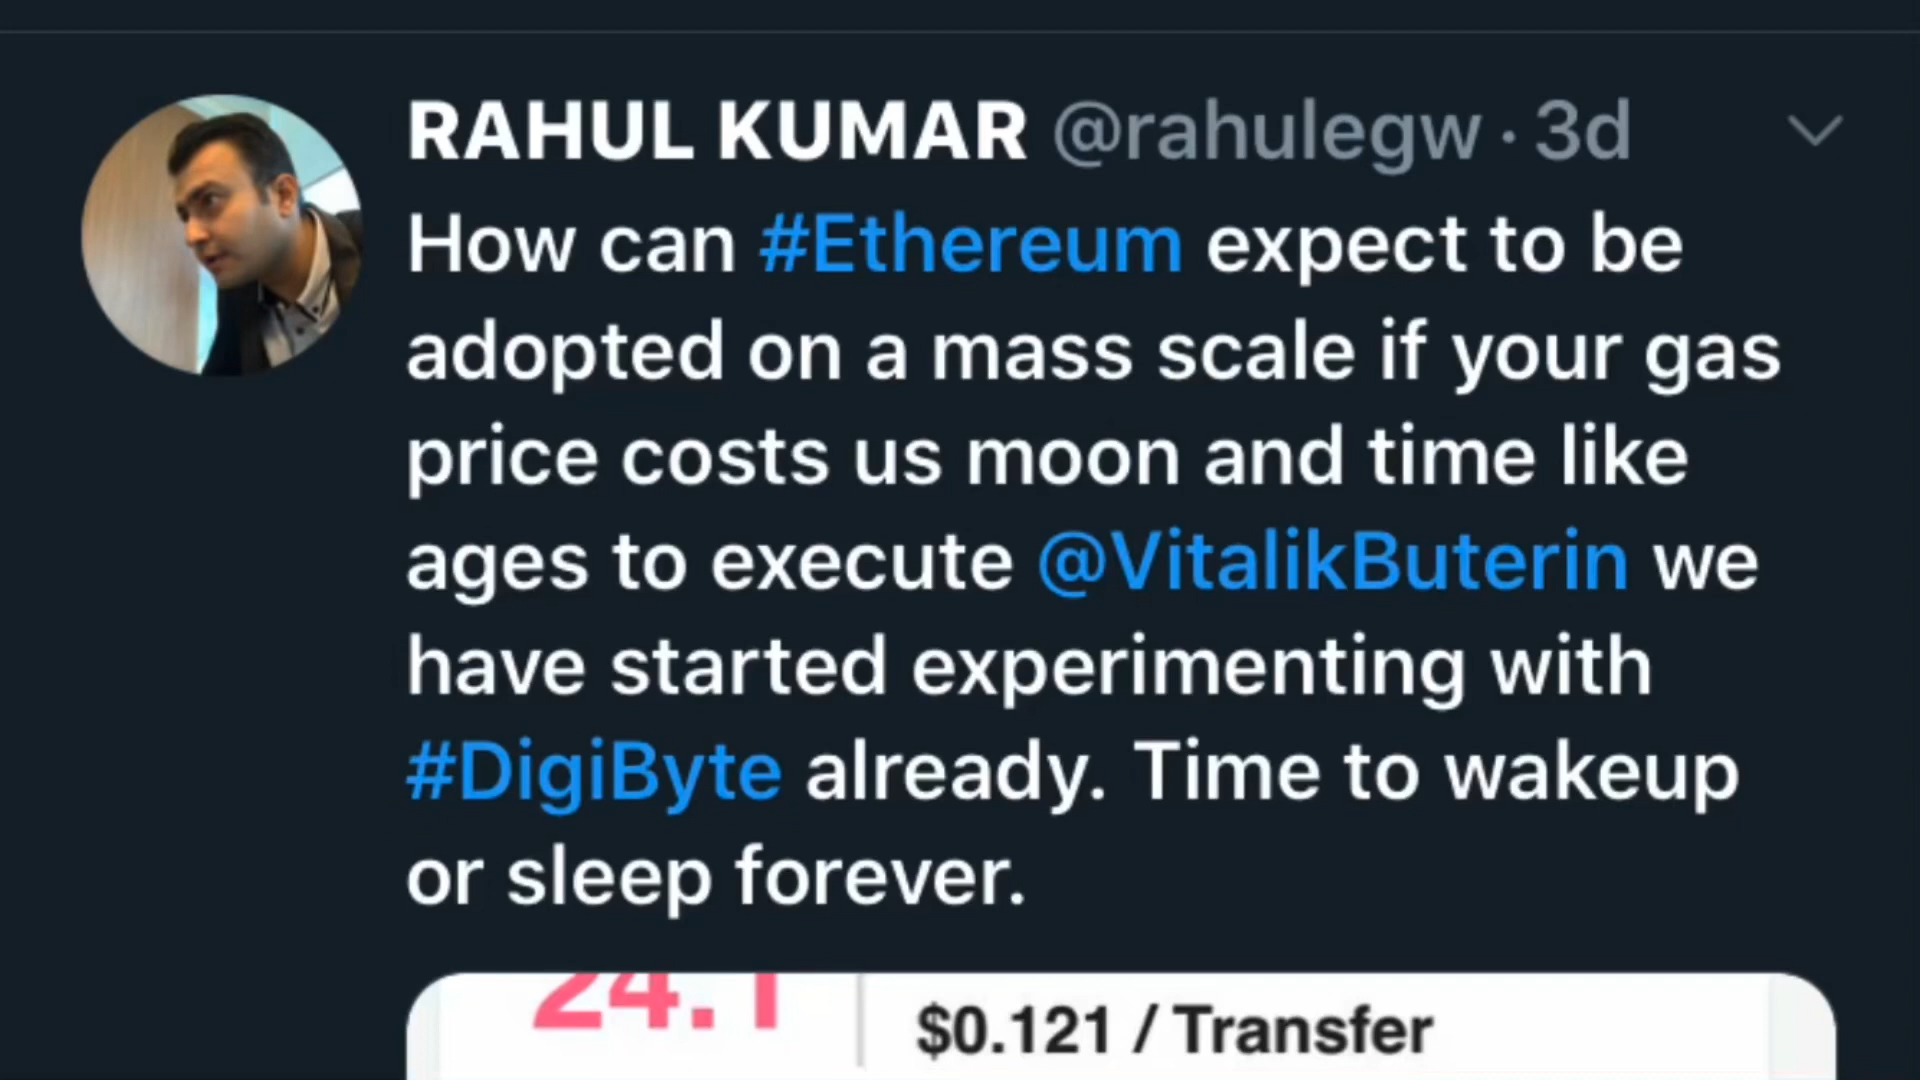 RAHUL KUMAR @rahulegw · 3d
How can #Ethereum expect to be
adopted on a mass scale if your gas
price costs us moon and time like
ages to execute @VitalikButerin we
have started experimenting with
#DigiByte already. Time to wakeup
or sleep forever.
24.1
$0.121 / Transfer